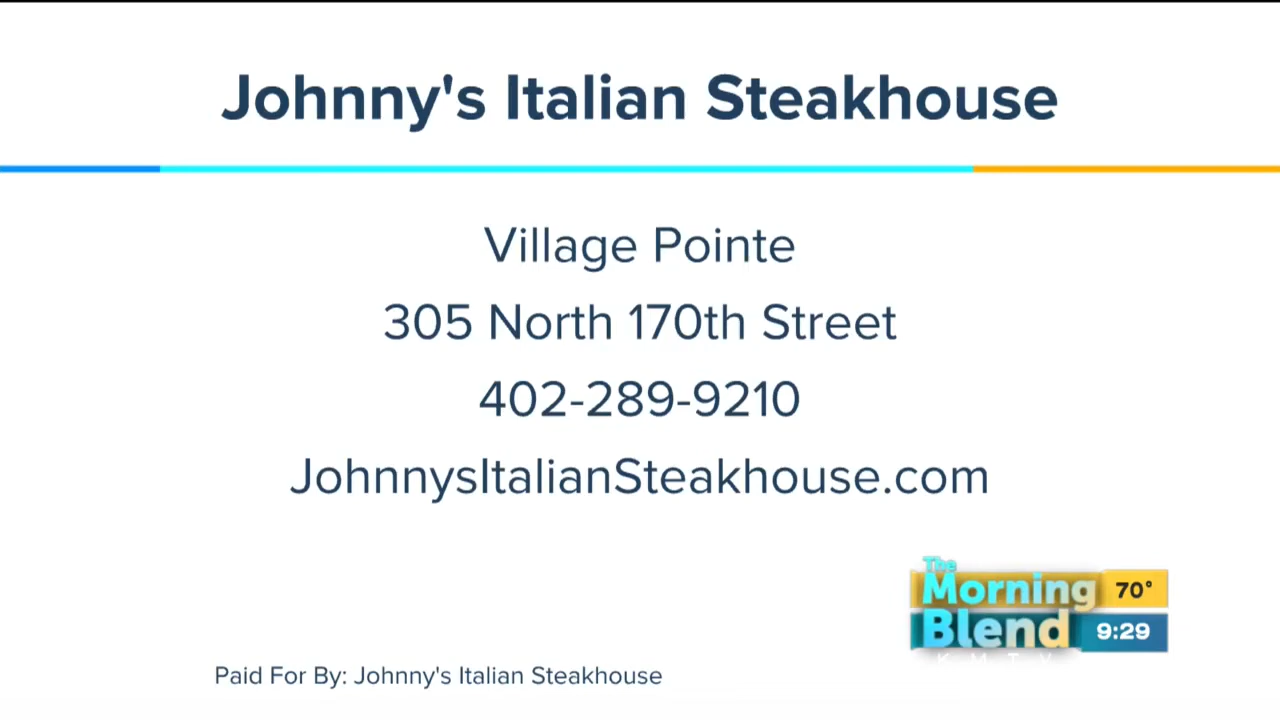 Johnny's Italian Steakhouse
Village Pointe
305 North 170th Street
402-289-9210
JohnnysItalianSteakhouse.com
The
Morning
70°
Blend
9:29
K M T V
Paid For By: Johnny's Italian Steakhouse